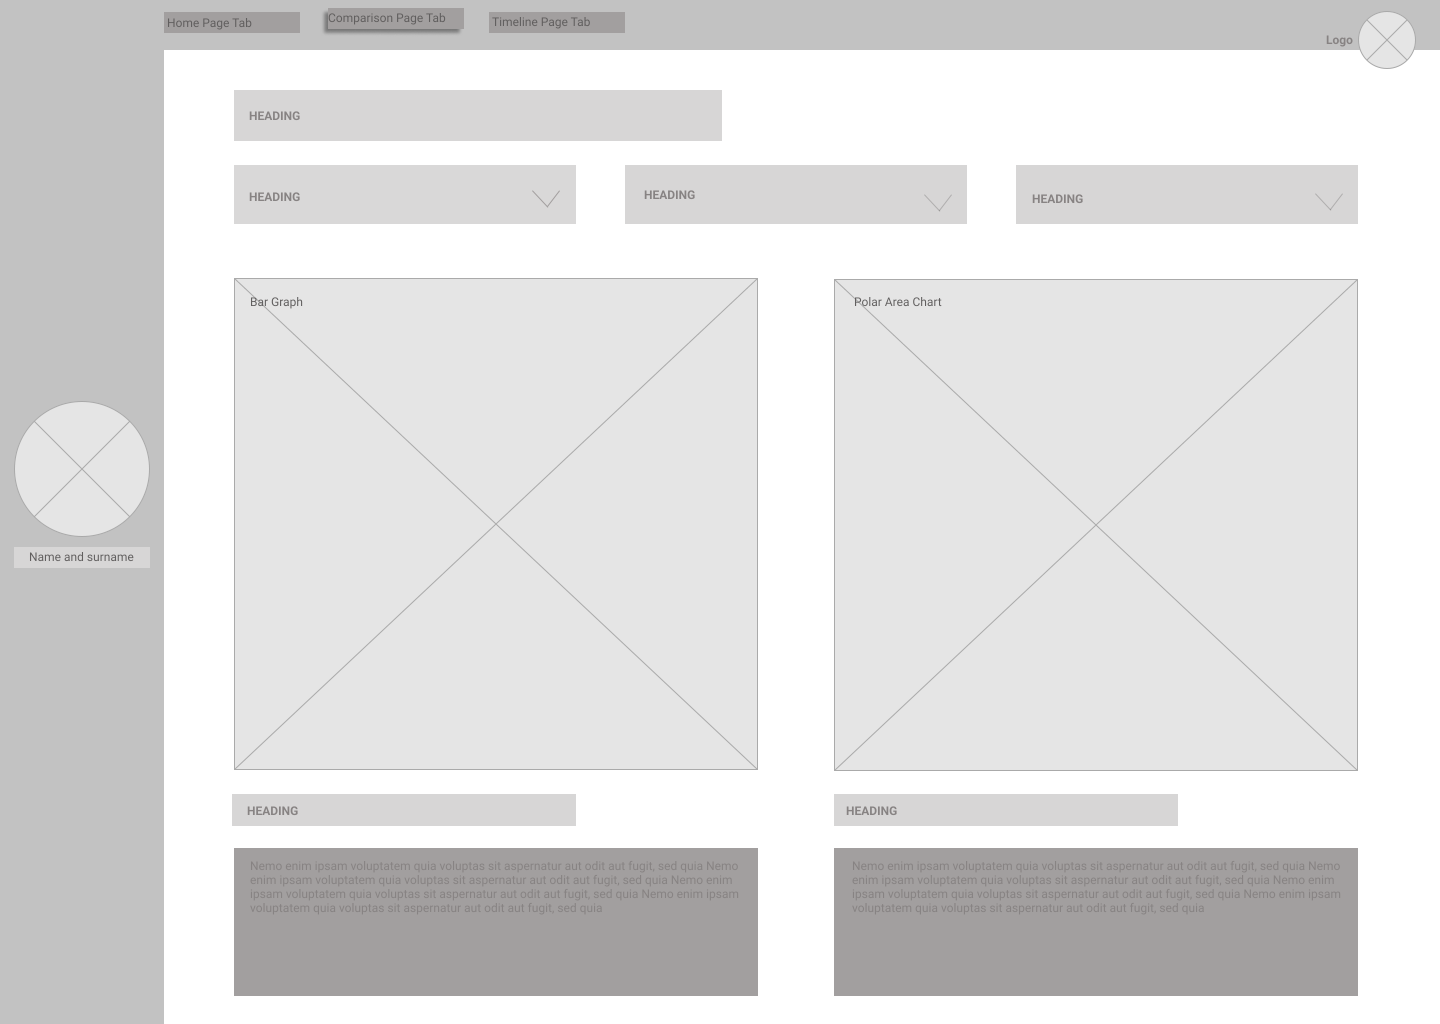 Home Page Tab
Comparison Page Tab
Timeline Page Tab
Logo
HEADING
HEADING
HEADING
HEADING
Bar Graph
Polar Area Chart
Name and surname
HEADING
HEADING
Nemo enim ipsam voluptatem quia voluptas sit aspernatur aut odit aut fugit, sed quia Nemo
enim ipsam voluptatem quia voluptas sit aspernatur aut odit aut fugit, sed quia Nemo enim
ipsam voluptatem quia voluptas sit aspernatur aut odit aut fugit, sed quia Nemo enim ipsam
voluptatem quia voluptas sit aspernatur aut odit aut fugit, sed quia
Nemo enim ipsam voluptatem quia voluptas sit aspernatur aut odit aut fugit, sed quia Nemo
enim ipsam voluptatem quia voluptas sit aspernatur aut odit aut fugit, sed quia Nemo enim
ipsam voluptatem quia voluptas sit aspernatur aut odit aut fugit, sed quia Nemo enim ipsam
voluptatem quia voluptas sit aspernatur aut odit aut fugit, sed quia